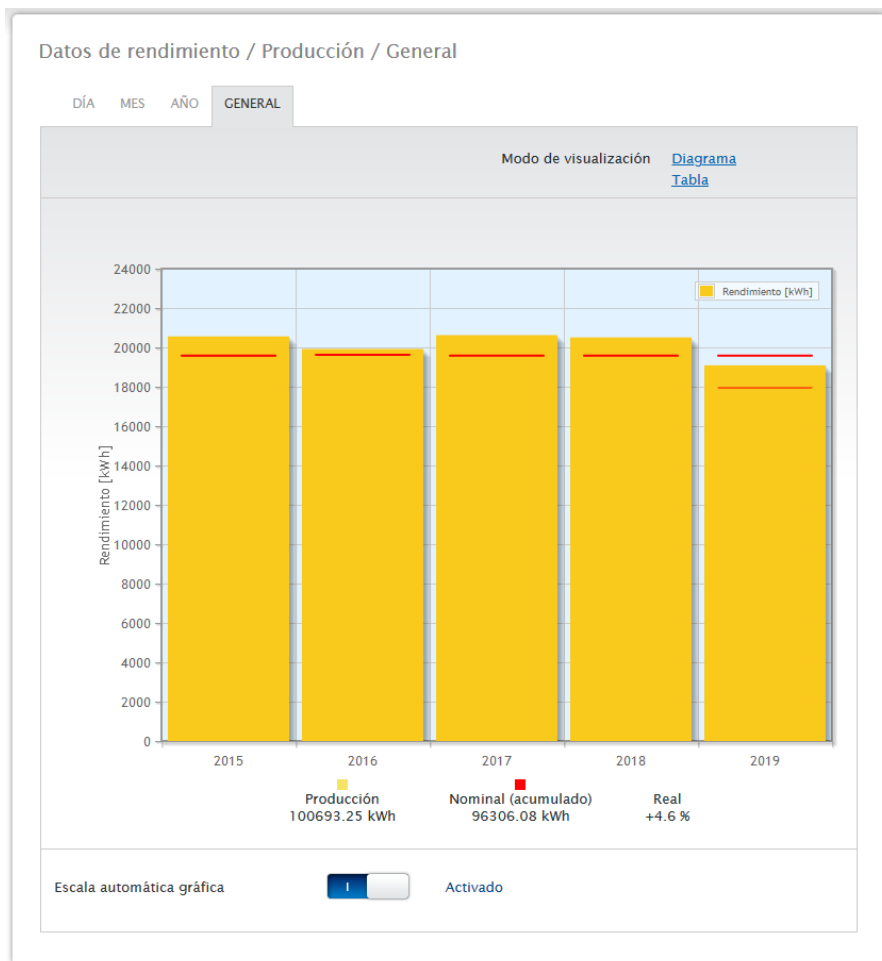 Datos de rendimiento / Producción / General
DÍA MES AÑO GENERAL
Modo de visualización Diagrama
Tabla
24000
Rendimiento [kWh]
22000
20000
18000
16000
14000
12000
10000
8000
6000
4000
2000
0
Rendimiento [kWh]
2015 2016 2017 2018 2019
Producción Nominal (acumulado) Real
100693.25 kWh 96306.08 kWh +4.6 %
Escala automática gráfica I Activado